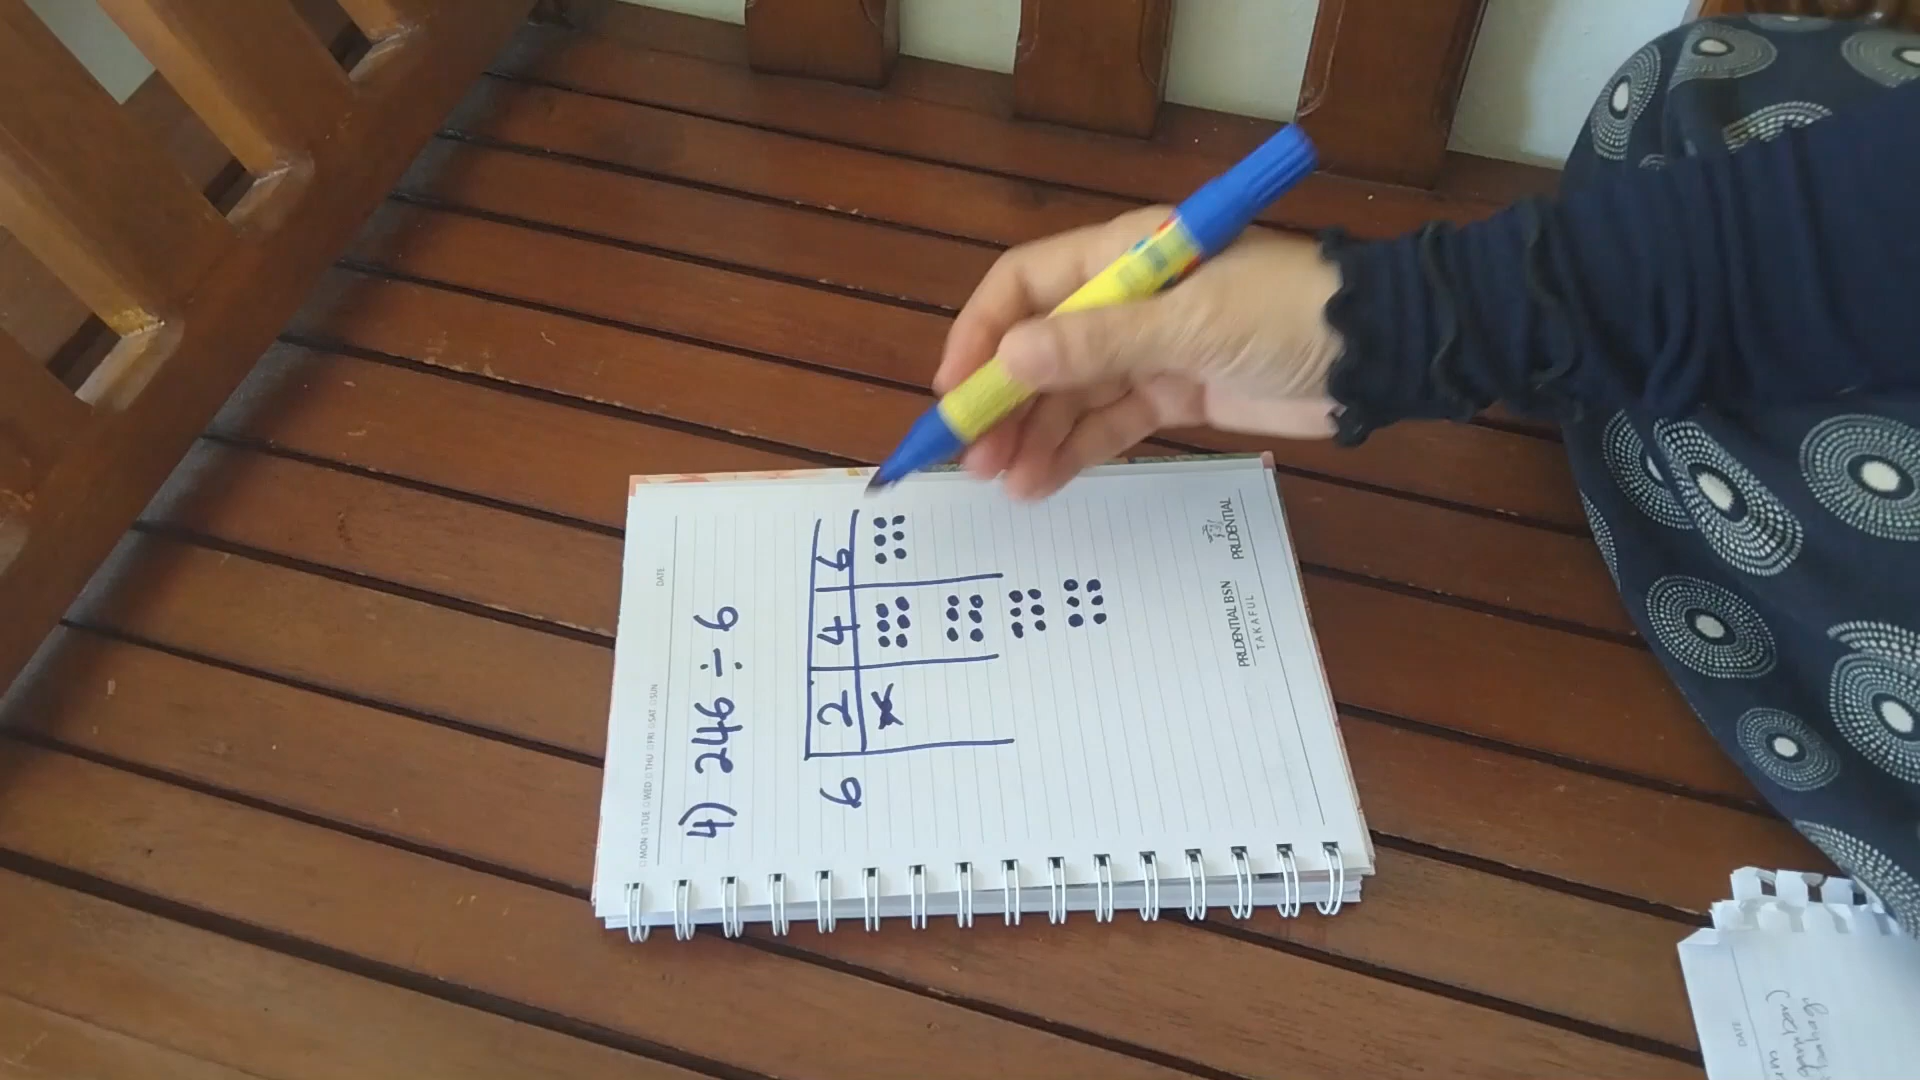 DATE
□ MON □ TUE □ WED □ THU □ FRI □ SAT □ SUN
4) 246 ÷ 6
6 2 4 6
PRUDENTIAL BSN
TAKAFUL
PRUDENTIAL
DATE